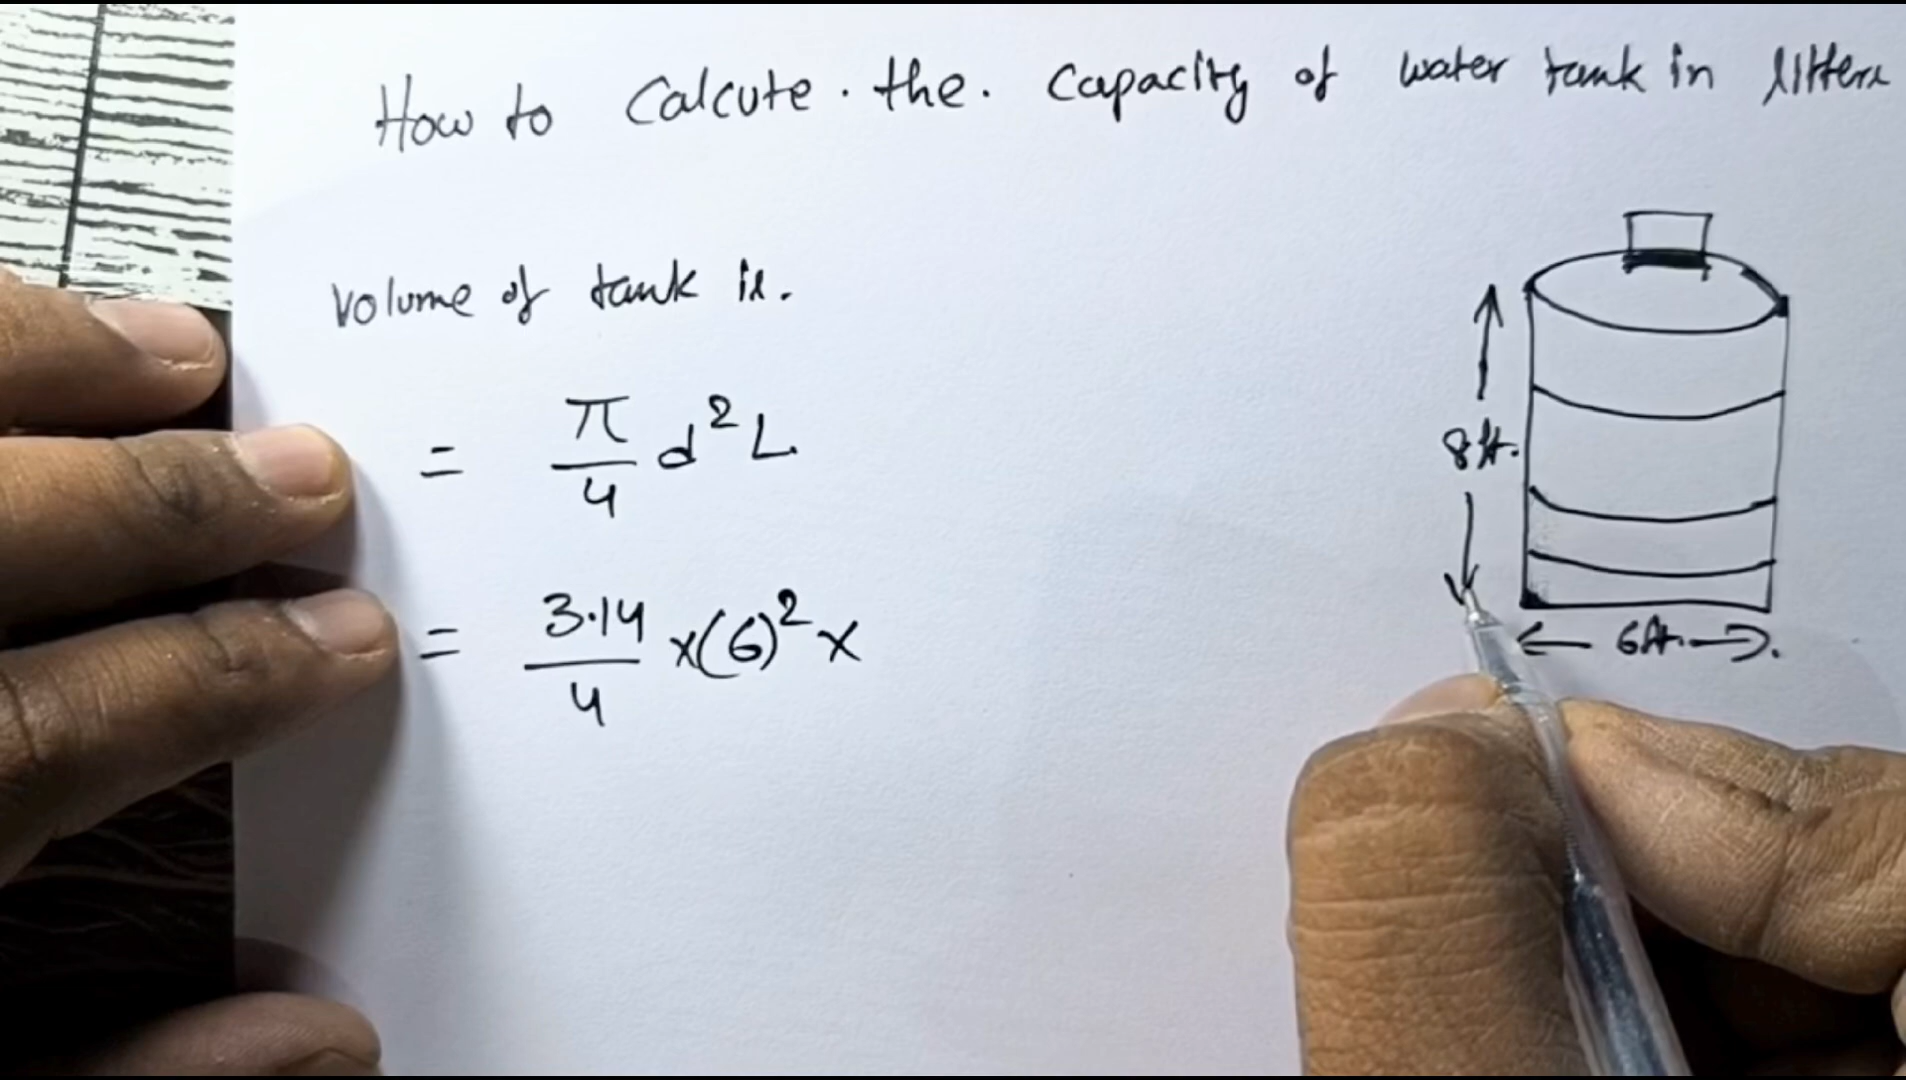 How to Calcute. the. Capacity of water tank in litters
Volume of tank is.
= π/4 d²L
= 3.14/4 x(6)² x
8ft.
6ft.